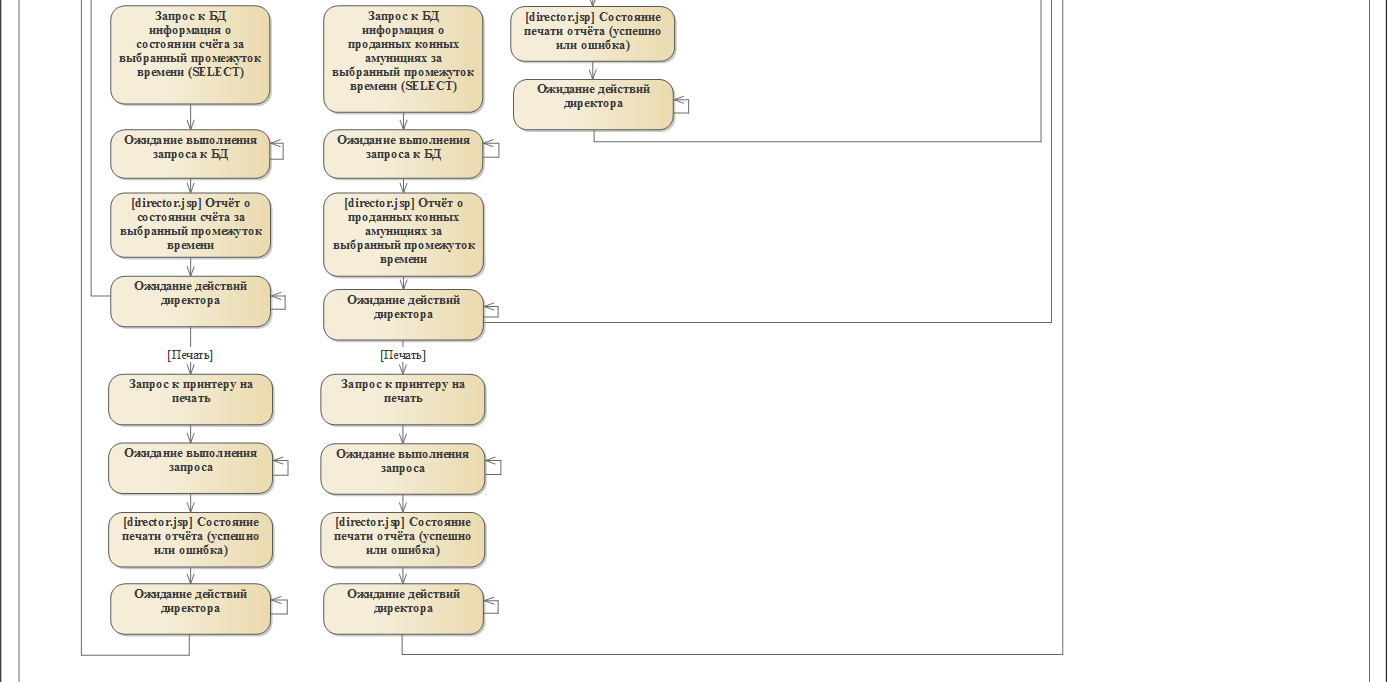 Запрос к БД
информация о
состоянии счёта за
выбранный промежуток
времени (SELECT)
Ожидание выполнения
запроса к БД
[director.jsp] Отчёт о
состоянии счёта за
выбранный промежуток
времени
Ожидание действий
директора
[Печать]
Запрос к принтеру на
печать
Ожидание выполнения
запроса
[director.jsp] Состояние
печати отчёта (успешно
или ошибка)
Ожидание действий
директора
Запрос к БД
информация о
проданных конных
амунициях за
выбранный промежуток
времени (SELECT)
Ожидание выполнения
запроса к БД
[director.jsp] Отчёт о
проданных конных
амунициях за
выбранный промежуток
времени
Ожидание действий
директора
[Печать]
Запрос к принтеру на
печать
Ожидание выполнения
запроса
[director.jsp] Состояние
печати отчёта (успешно
или ошибка)
Ожидание действий
директора
[director.jsp] Состояние
печати отчёта (успешно
или ошибка)
Ожидание действий
директора